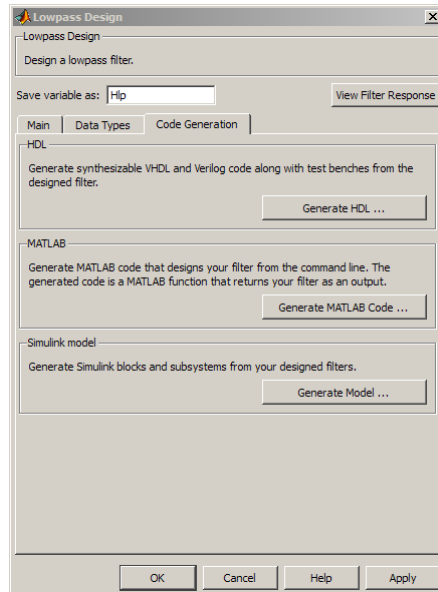 Lowpass Design
Lowpass Design
Design a lowpass filter.
Save variable as: Hlp View Filter Response
Main Data Types Code Generation
HDL
Generate synthesizable VHDL and Verilog code along with test benches from the
designed filter.
Generate HDL ...
MATLAB
Generate MATLAB code that designs your filter from the command line. The
generated code is a MATLAB function that returns your filter as an output.
Generate MATLAB Code ...
Simulink model
Generate Simulink blocks and subsystems from your designed filters.
Generate Model ...
OK Cancel Help Apply